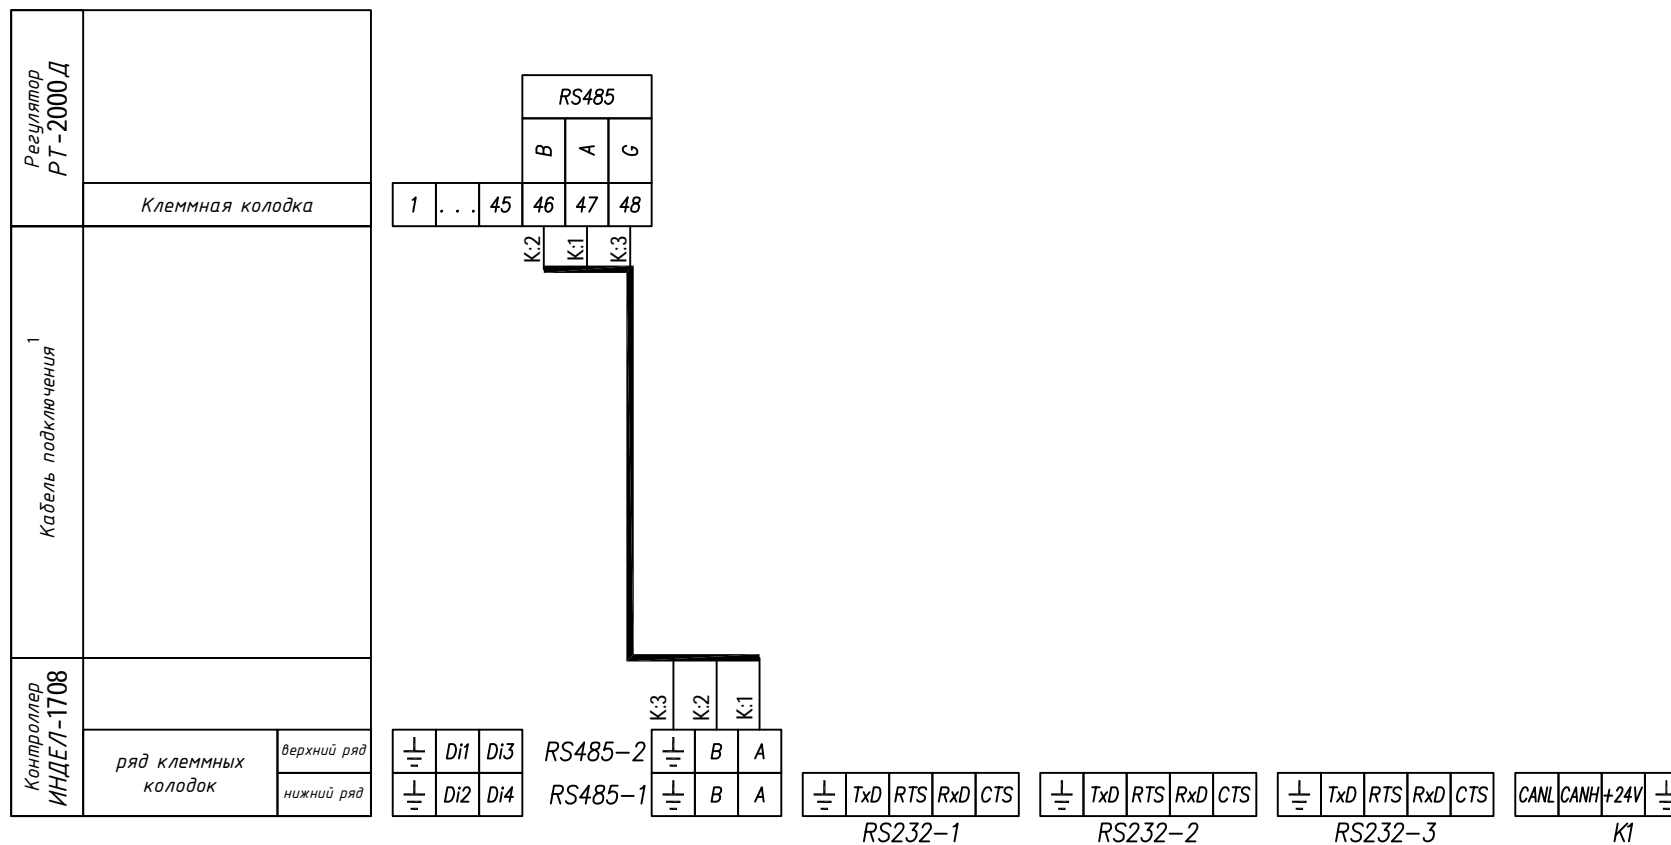 Регулятор
РТ-2000Д
Клеммная колодка
RS485
B A G
1 ... 45 46 47 48
K:2 K:1 K:3
Кабель подключения 1
K:3 K:2 K:1
Контроллер
ИНДЕЛ-1708
ряд клеммных
колодок
верхний ряд
нижний ряд
Di1 Di3 RS485-2 B A
Di2 Di4 RS485-1 B A
TxD RTS RxD CTS TxD RTS RxD CTS TxD RTS RxD CTS CANL CANH +24V
RS232-1 RS232-2 RS232-3 K1